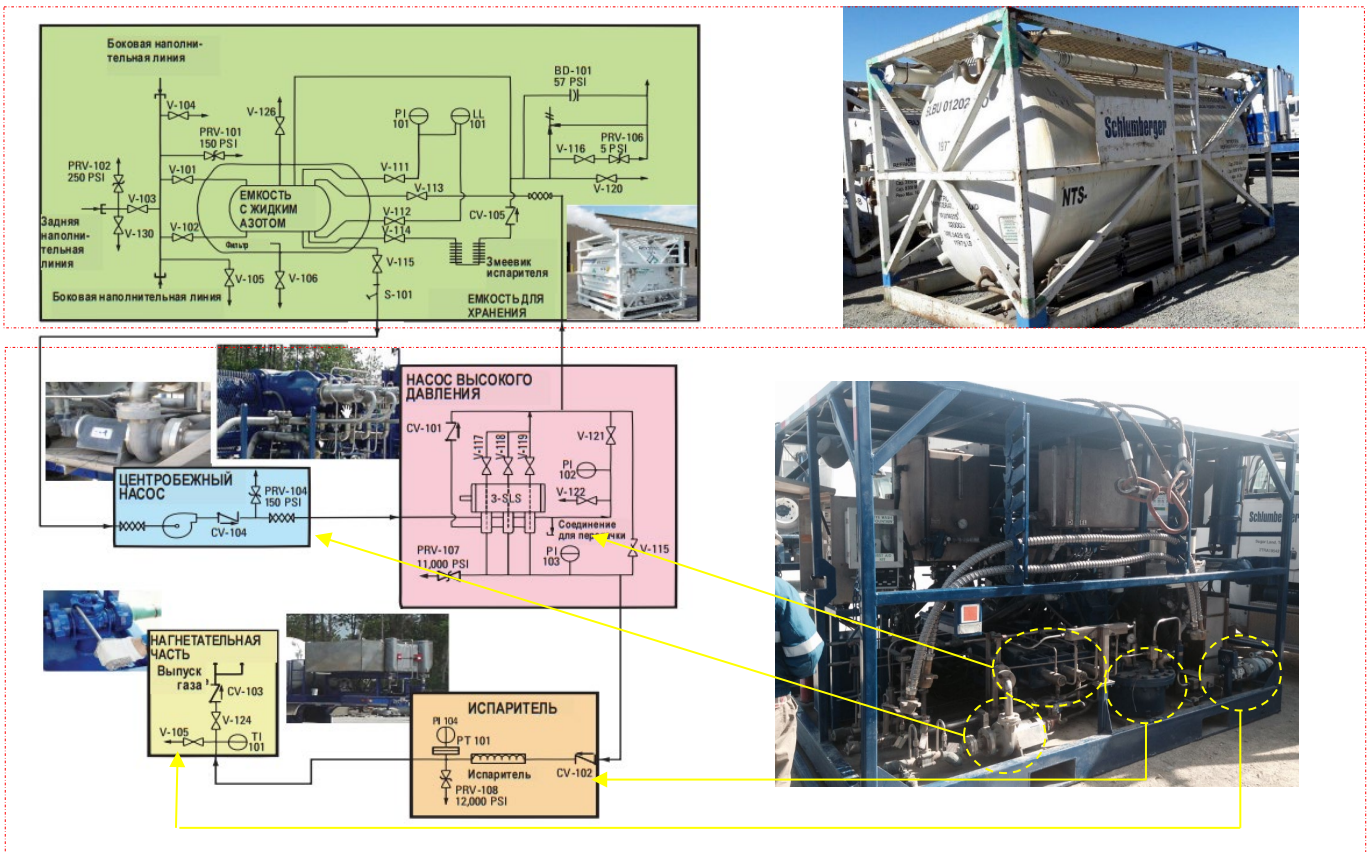 Боковая наполни-
тельная линия
V-104
V-126
PRV-101
150 PSI
PRV-102
250 PSI
V-101
V-103
Задняя
наполни-
тельная
линия
V-130
V-102
ЕМКОСТЬ
С ЖИДКИМ
АЗОТОМ
Фильтр
V-105
V-106
Боковая наполнительная линия
PI
101
LL
101
V-111
V-113
V-112
V-114
V-115
S-101
CV-105
Змеевик
испарителя
ЕМКОСТЬ ДЛЯ
ХРАНЕНИЯ
BD-101
57 PSI
V-116
PRV-106
5 PSI
V-120
Schlumberger
NTS-
ЦЕНТРОБЕЖНЫЙ
НАСОС
PRV-104
150 PSI
CV-104
НАСОС ВЫСОКОГО
ДАВЛЕНИЯ
CV-101
V-117
V-118
V-119
V-121
PI
102
V-122
3-SLS
Соединение
PI
103
V-115
PRV-107
11,000 PSI
Schlumberger
НАГНЕТАТЕЛЬНАЯ
ЧАСТЬ
Выпуск
газа
CV-103
V-124
V-105
TI
101
ИСПАРИТЕЛЬ
PI 104
PT 101
Испаритель
CV-102
PRV-108
12,000 PSI